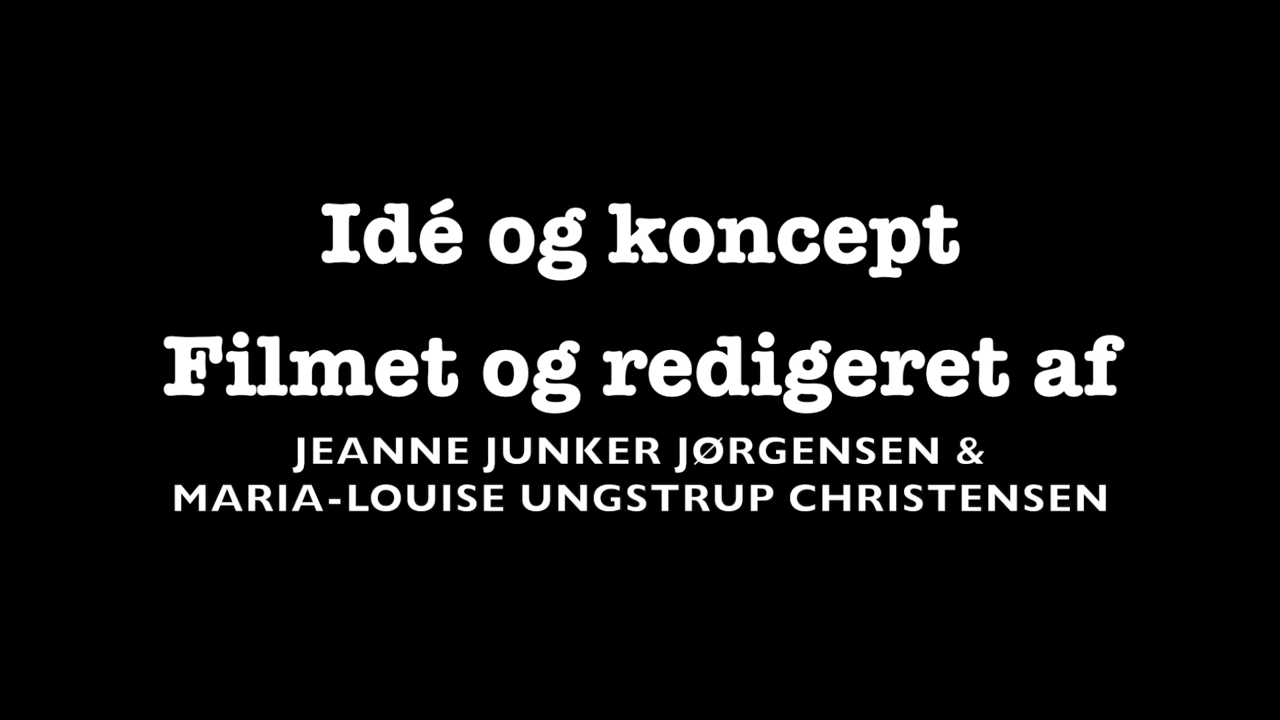 Idé og koncept
Filmet og redigeret af
JEANNE JUNKER JØRGENSEN &
MARIA-LOUISE UNGSTRUP CHRISTENSEN